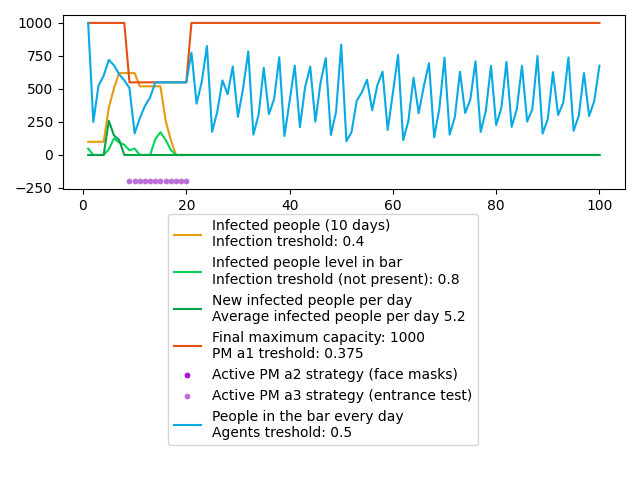 1000
750
500
250
0
−250
0 20 40 60 80 100
Infected people (10 days)
Infection treshold: 0.4
Infected people level in bar
Infection treshold (not present): 0.8
New infected people per day
Average infected people per day 5.2
Final maximum capacity: 1000
PM a1 treshold: 0.375
Active PM a2 strategy (face masks)
Active PM a3 strategy (entrance test)
People in the bar every day
Agents treshold: 0.5